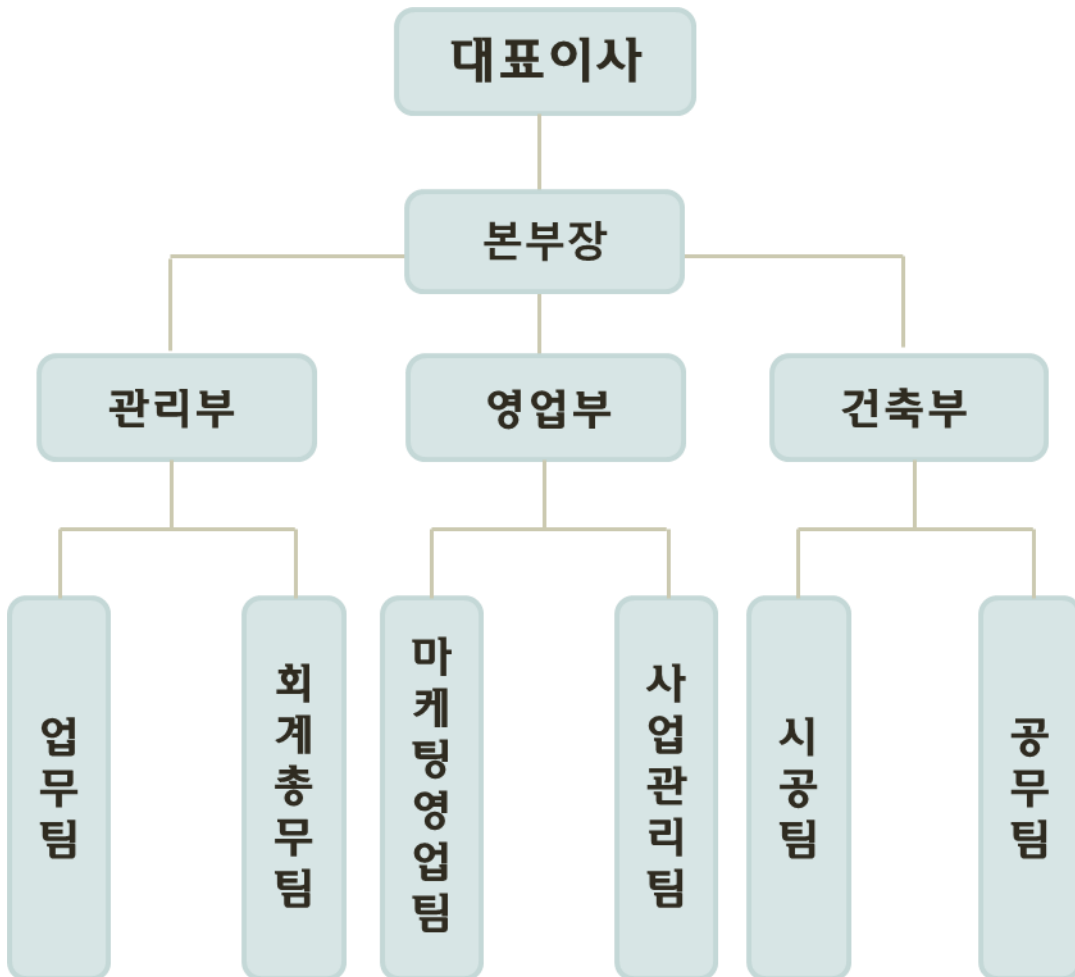 대표이사
본부장
관리부
영업부
건축부
업무팀
회계총무팀
마케팅영업팀
사업관리팀
시공팀
공무팀